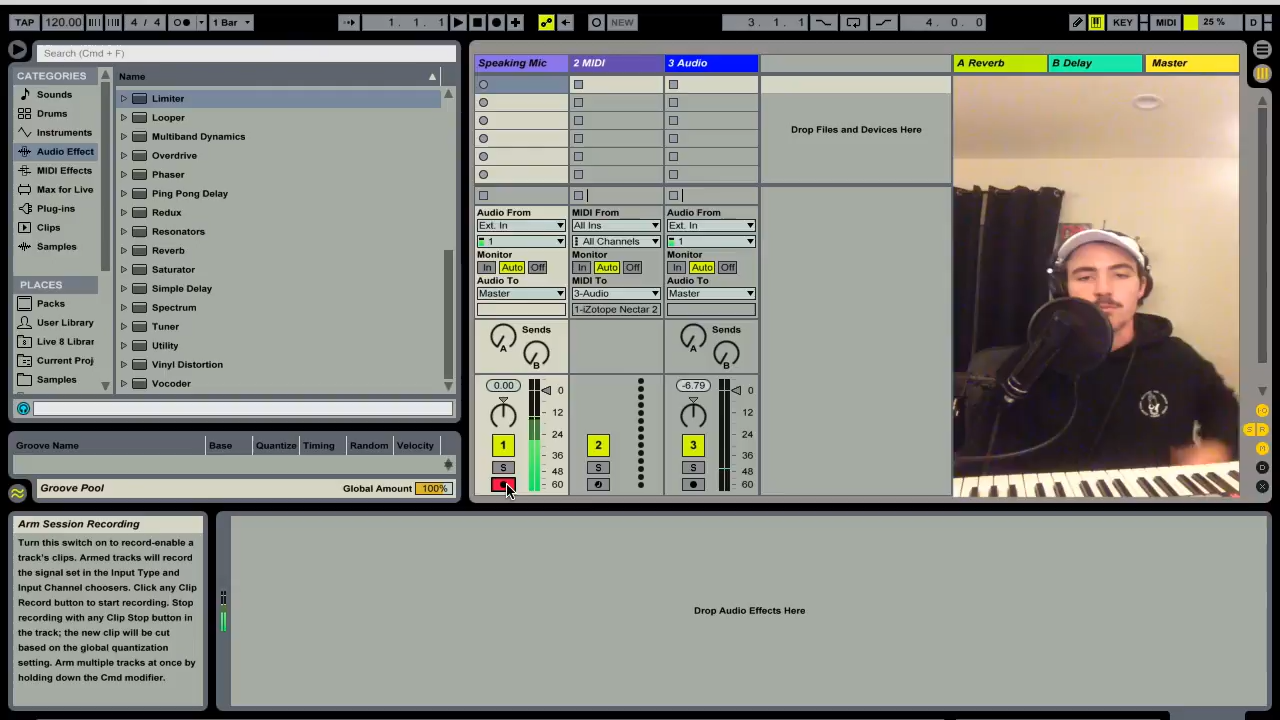 TAP 120.00 4 / 4 1 Bar 1. 1. 1 NEW 3. 1. 1 4. 0. 0 KEY MIDI 25 % D
Search (Cmd + F)
CATEGORIES
Sounds
Drums
Instruments
Audio Effect
MIDI Effects
Max for Live
Plug-ins
Clips
Samples
PLACES
Packs
User Library
Live 8 Librar
Current Proj
Samples
Name
Limiter
Looper
Multiband Dynamics
Overdrive
Phaser
Ping Pong Delay
Redux
Resonators
Reverb
Saturator
Simple Delay
Spectrum
Tuner
Utility
Vinyl Distortion
Vocoder
Groove Name Base Quantize Timing Random Velocity
Groove Pool Global Amount 100%
Speaking Mic 2 MIDI 3 Audio A Reverb B Delay Master
Drop Files and Devices Here
Audio From MIDI From Audio From
Ext. In All Ins Ext. In
1 All Channels 1
Monitor Monitor Monitor
In Auto Off In Auto Off In Auto Off
Audio To MIDI To Audio To
Master 3-Audio Master
1-iZotope Nectar 2
Sends Sends
A B A B
0.00 -6.79
0 0
12 12
24 24
36 36
48 48
60 60
1 2 3
S S S
I·O
S R
M
D
X
Arm Session Recording
Turn this switch on to record-enable a
track's clips. Armed tracks will record
the signal set in the Input Type and
Input Channel choosers. Click any Clip
Record button to start recording. Stop
recording with any Clip Stop button in
the track; the new clip will be cut
based on the global quantization
setting. Arm multiple tracks at once by
holding down the Cmd modifier.
Drop Audio Effects Here